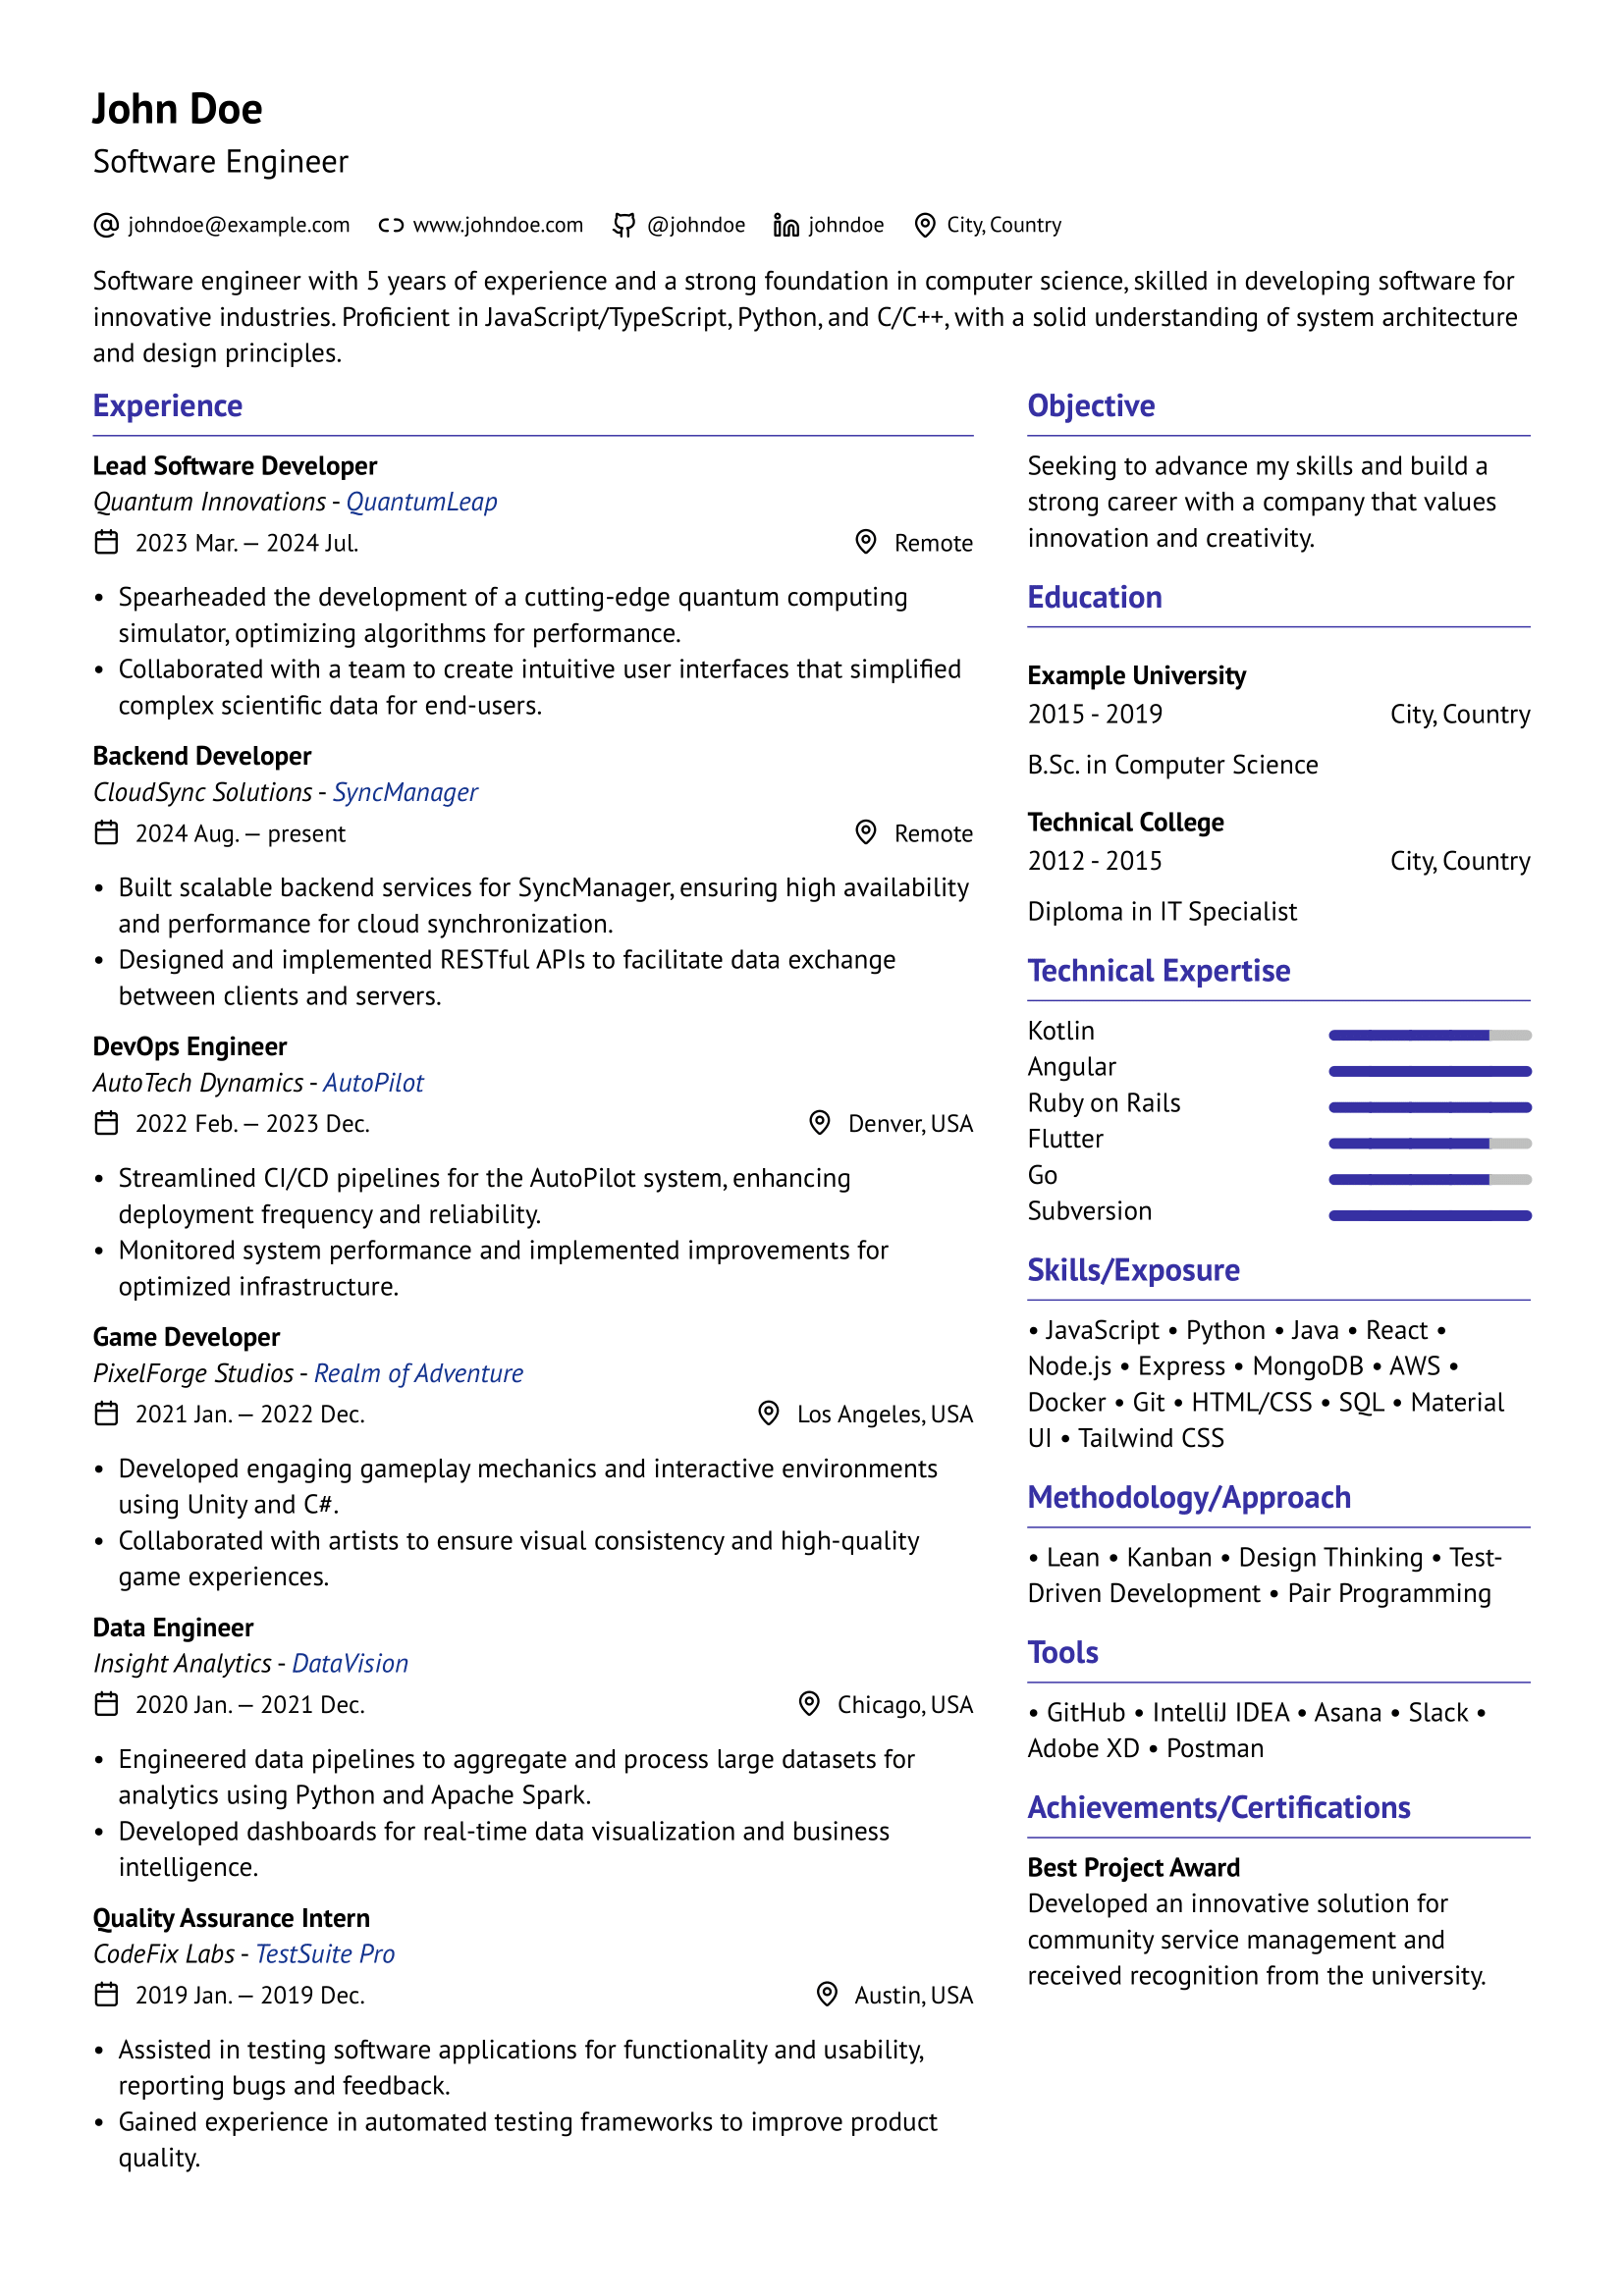 John Doe
Software Engineer
johndoe@example.com www.johndoe.com @johndoe johndoe City, Country
Software engineer with 5 years of experience and a strong foundation in computer science, skilled in developing software for
innovative industries. Proficient in JavaScript/TypeScript, Python, and C/C++, with a solid understanding of system architecture
and design principles.
Experience
Lead Software Developer
Quantum Innovations - QuantumLeap
2023 Mar. — 2024 Jul. Remote
• Spearheaded the development of a cutting-edge quantum computing
simulator, optimizing algorithms for performance.
• Collaborated with a team to create intuitive user interfaces that simplified
complex scientific data for end-users.
Backend Developer
CloudSync Solutions - SyncManager
2024 Aug. — present Remote
• Built scalable backend services for SyncManager, ensuring high availability
and performance for cloud synchronization.
• Designed and implemented RESTful APIs to facilitate data exchange
between clients and servers.
DevOps Engineer
AutoTech Dynamics - AutoPilot
2022 Feb. — 2023 Dec. Denver, USA
• Streamlined CI/CD pipelines for the AutoPilot system, enhancing
deployment frequency and reliability.
• Monitored system performance and implemented improvements for
optimized infrastructure.
Game Developer
PixelForge Studios - Realm of Adventure
2021 Jan. — 2022 Dec. Los Angeles, USA
• Developed engaging gameplay mechanics and interactive environments
using Unity and C#.
• Collaborated with artists to ensure visual consistency and high-quality
game experiences.
Data Engineer
Insight Analytics - DataVision
2020 Jan. — 2021 Dec. Chicago, USA
• Engineered data pipelines to aggregate and process large datasets for
analytics using Python and Apache Spark.
• Developed dashboards for real-time data visualization and business
intelligence.
Quality Assurance Intern
CodeFix Labs - TestSuite Pro
2019 Jan. — 2019 Dec. Austin, USA
• Assisted in testing software applications for functionality and usability,
reporting bugs and feedback.
• Gained experience in automated testing frameworks to improve product
quality.
Objective
Seeking to advance my skills and build a
strong career with a company that values
innovation and creativity.
Education
Example University
2015 - 2019 City, Country
B.Sc. in Computer Science
Technical College
2012 - 2015 City, Country
Diploma in IT Specialist
Technical Expertise
Kotlin
Angular
Ruby on Rails
Flutter
Go
Subversion
Skills/Exposure
• JavaScript • Python • Java • React •
Node.js • Express • MongoDB • AWS •
Docker • Git • HTML/CSS • SQL • Material
UI • Tailwind CSS
Methodology/Approach
• Lean • Kanban • Design Thinking • Test-
Driven Development • Pair Programming
Tools
• GitHub • IntelliJ IDEA • Asana • Slack •
Adobe XD • Postman
Achievements/Certifications
Best Project Award
Developed an innovative solution for
community service management and
received recognition from the university.